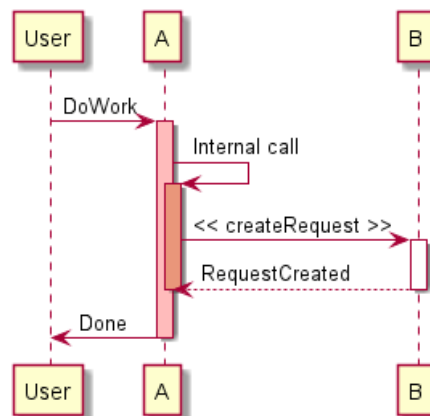 User A B
DoWork
Internal call
<< createRequest >>
RequestCreated
Done
User A B